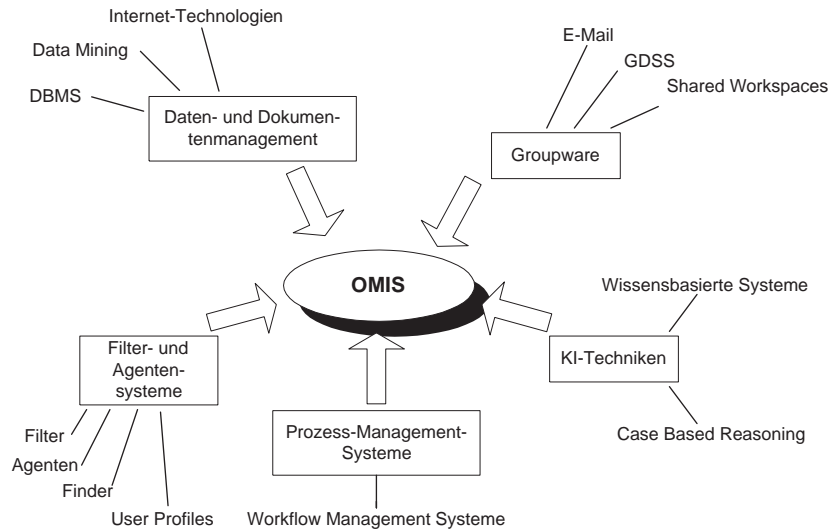 Internet-Technologien
Data Mining
DBMS
Daten- und Dokumen-
tenmanagement
E-Mail
GDSS
Shared Workspaces
Groupware
OMIS
Wissensbasierte Systeme
KI-Techniken
Case Based Reasoning
Filter- und
Agenten-
systeme
Filter
Agenten
Finder
User Profiles
Prozess-Management-
Systeme
Workflow Management Systeme